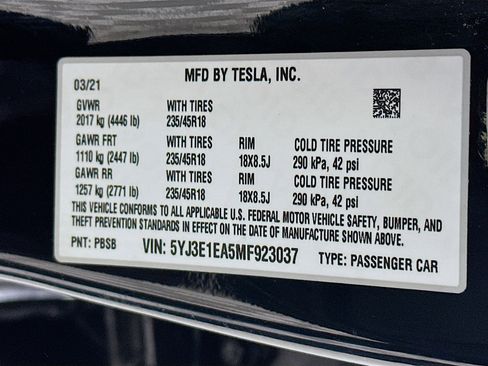 MFD BY TESLA, INC.
03/21
GVWR WITH TIRES
2017 kg (4446 lb) 235/45R18
GAWR FRT WITH TIRES RIM COLD TIRE PRESSURE
1110 kg (2447 lb) 235/45R18 18X8.5J 290 kPa, 42 psi
GAWR RR WITH TIRES RIM COLD TIRE PRESSURE
1257 kg (2771 lb) 235/45R18 18X8.5J 290 kPa, 42 psi
THIS VEHICLE CONFORMS TO ALL APPLICABLE U.S. FEDERAL MOTOR VEHICLE SAFETY, BUMPER, AND
THEFT PREVENTION STANDARDS IN EFFECT ON THE DATE OF MANUFACTURE SHOWN ABOVE.
PNT: PBSB VIN: 5YJ3E1EA5MF923037 TYPE: PASSENGER CAR